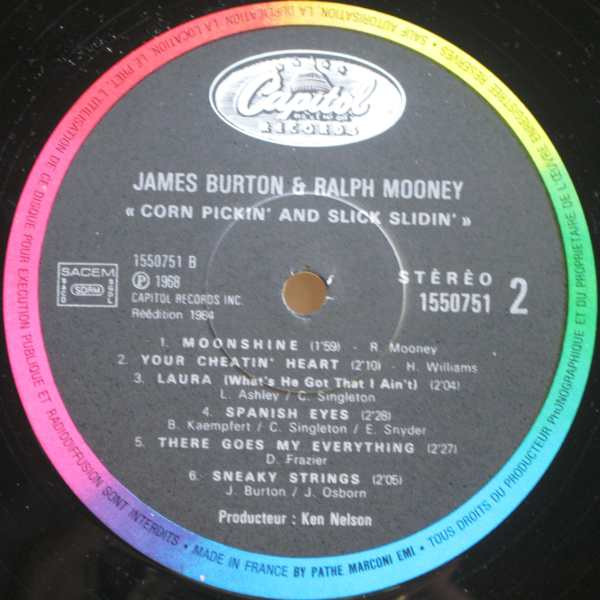 Capitol
RECORDS
JAMES BURTON & RALPH MOONEY
« CORN PICKIN' AND SLICK SLIDIN' »
1550751 B
℗ 1968
CAPITOL RECORDS INC.
Réédition 1984
SACEM
SDRM
STÉRÉO
1550751 2
1. MOONSHINE (1'59) - R. Mooney
2. YOUR CHEATIN' HEART (2'10) - H. Williams
3. LAURA (What's He Got That I Ain't) (2'04)
L. Ashley / C. Singleton
4. SPANISH EYES (2'28)
B. Kaempfert / C. Singleton / E. Snyder
5. THERE GOES MY EVERYTHING (2'27)
D. Frazier
6. SNEAKY STRINGS (2'05)
J. Burton / J. Osborn
Producteur : Ken Nelson
• TOUS DROITS DU PRODUCTEUR PHONOGRAPHIQUE ET DU PROPRIETAIRE DE L'ŒUVRE ENREGISTREE RESERVES • SAUF AUTORISATION LA DUPLICATION, LA LOCATION, LE PRET, L'UTILISATION DE CE DISQUE POUR EXECUTION PUBLIQUE ET RADIODIFFUSION SONT INTERDITS • MADE IN FRANCE BY PATHE MARCONI EMI